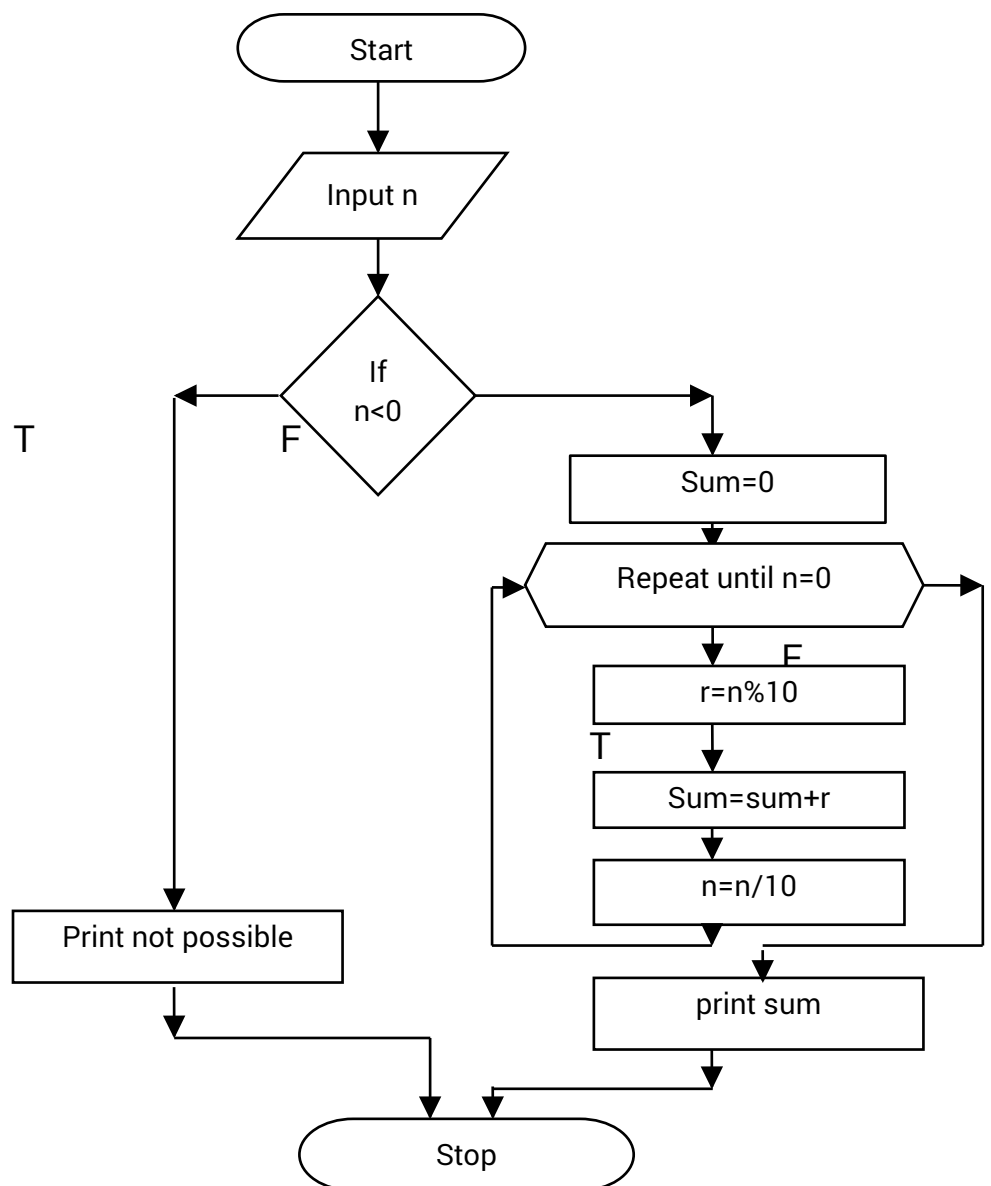 Start
Input n
If
n<0
T
F
Sum=0
Repeat until n=0
F
r=n%10
T
Sum=sum+r
n=n/10
Print not possible
print sum
Stop